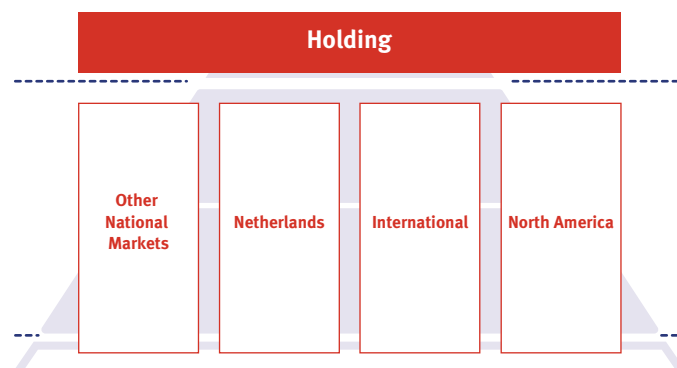 Holding
Other
National
Markets
Netherlands
International
North America